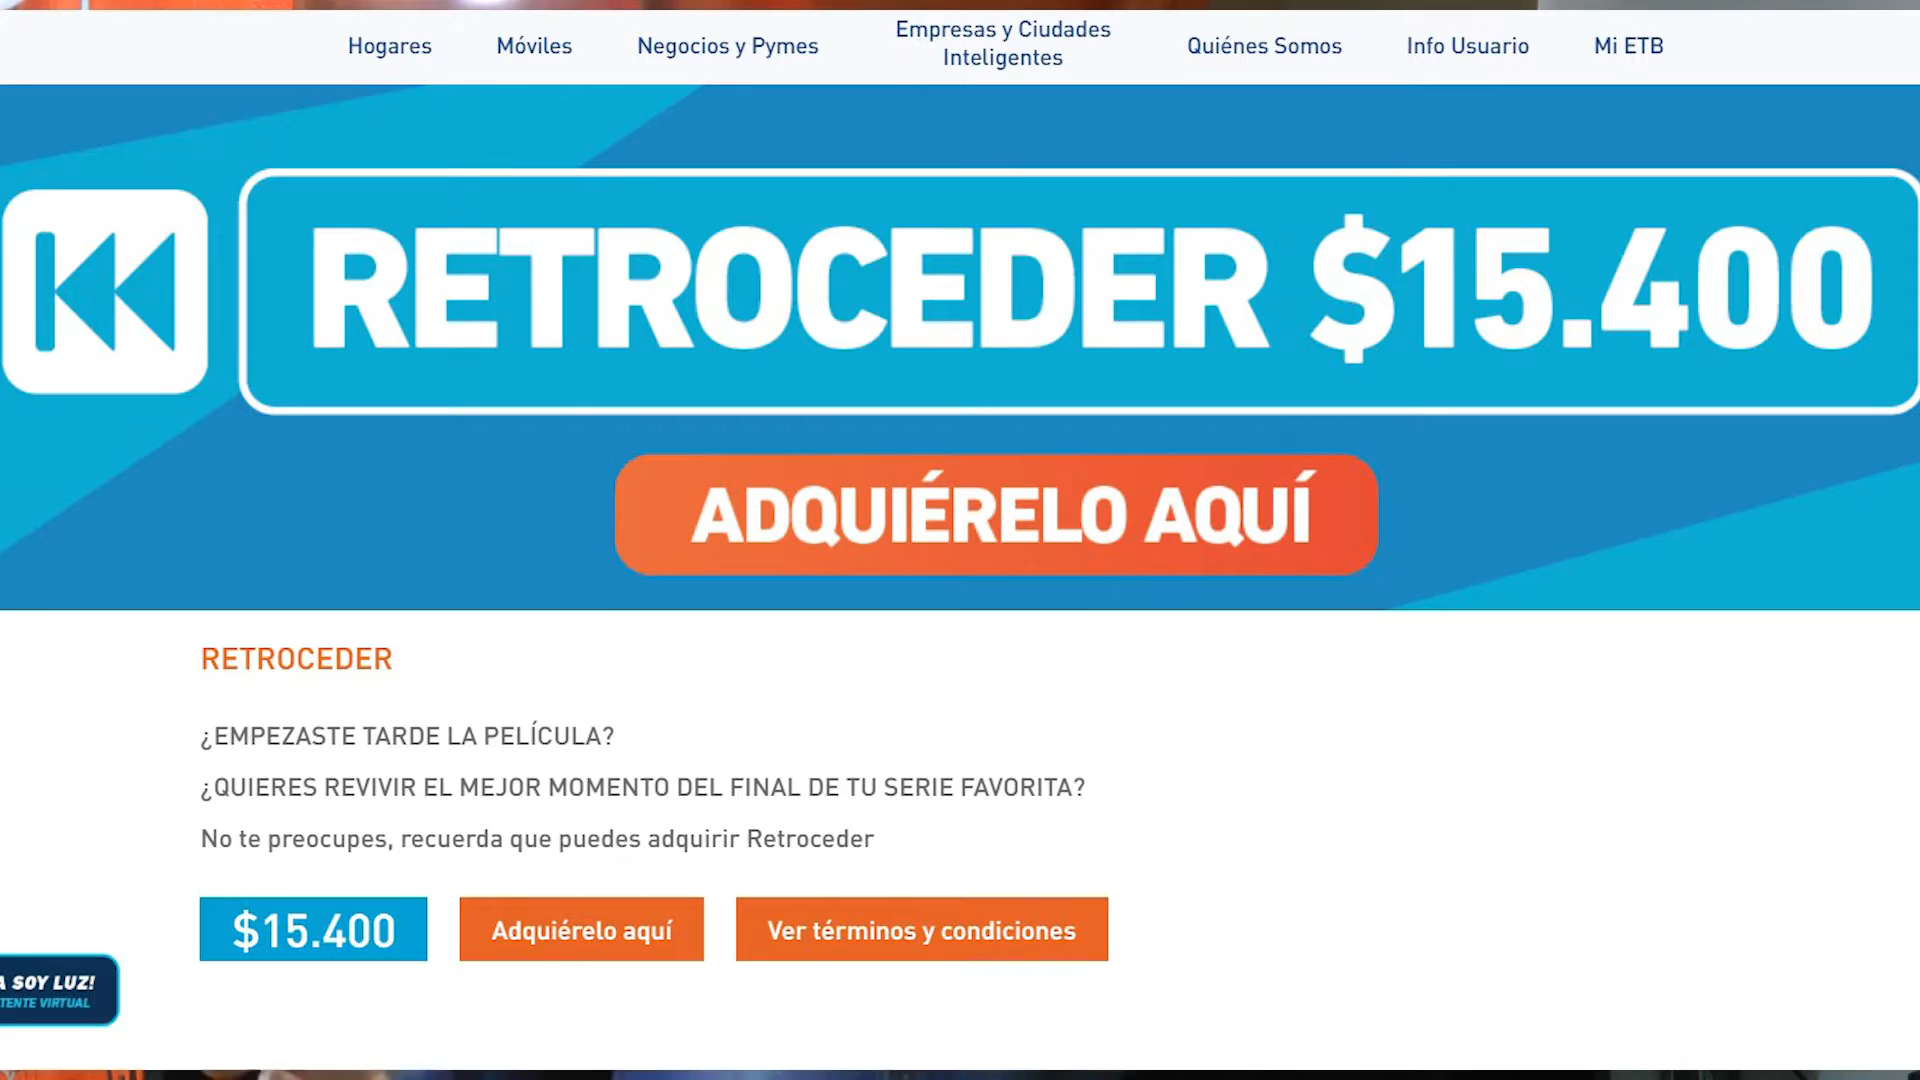 Hogares
Móviles
Negocios y Pymes
Empresas y Ciudades
Inteligentes
Quiénes Somos
Info Usuario
Mi ETB
RETROCEDER $15.400
ADQUIÉRELO AQUÍ
RETROCEDER
¿EMPEZASTE TARDE LA PELÍCULA?
¿QUIERES REVIVIR EL MEJOR MOMENTO DEL FINAL DE TU SERIE FAVORITA?
No te preocupes, recuerda que puedes adquirir Retroceder
$15.400
Adquiérelo aquí
Ver términos y condiciones
A SOY LUZ!
TENTE VIRTUAL